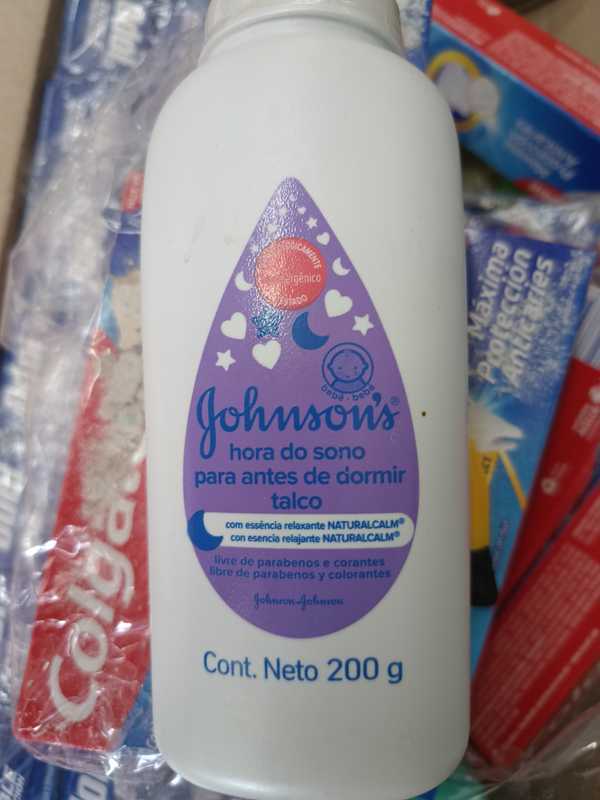 Johnson's®
bebê · bebé
hora do sono
para antes de dormir
talco
com essência relaxante NATURALCALM®
con esencia relajante NATURALCALM®
livre de parabenos e corantes
libre de parabenos y colorantes
Johnson & Johnson
Cont. Neto 200 g
Máxima
Protección
Anticaries